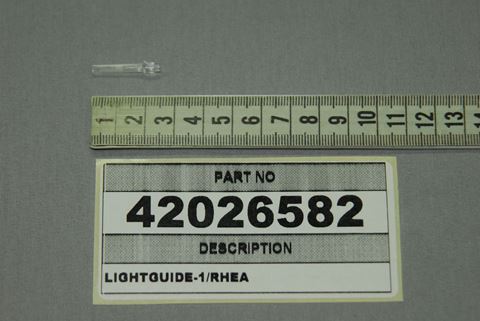 1 2 3 4 5 6 7 8 9 10 11 12 13 14
PART NO
42026582
DESCRIPTION
LIGHTGUIDE-1/RHEA